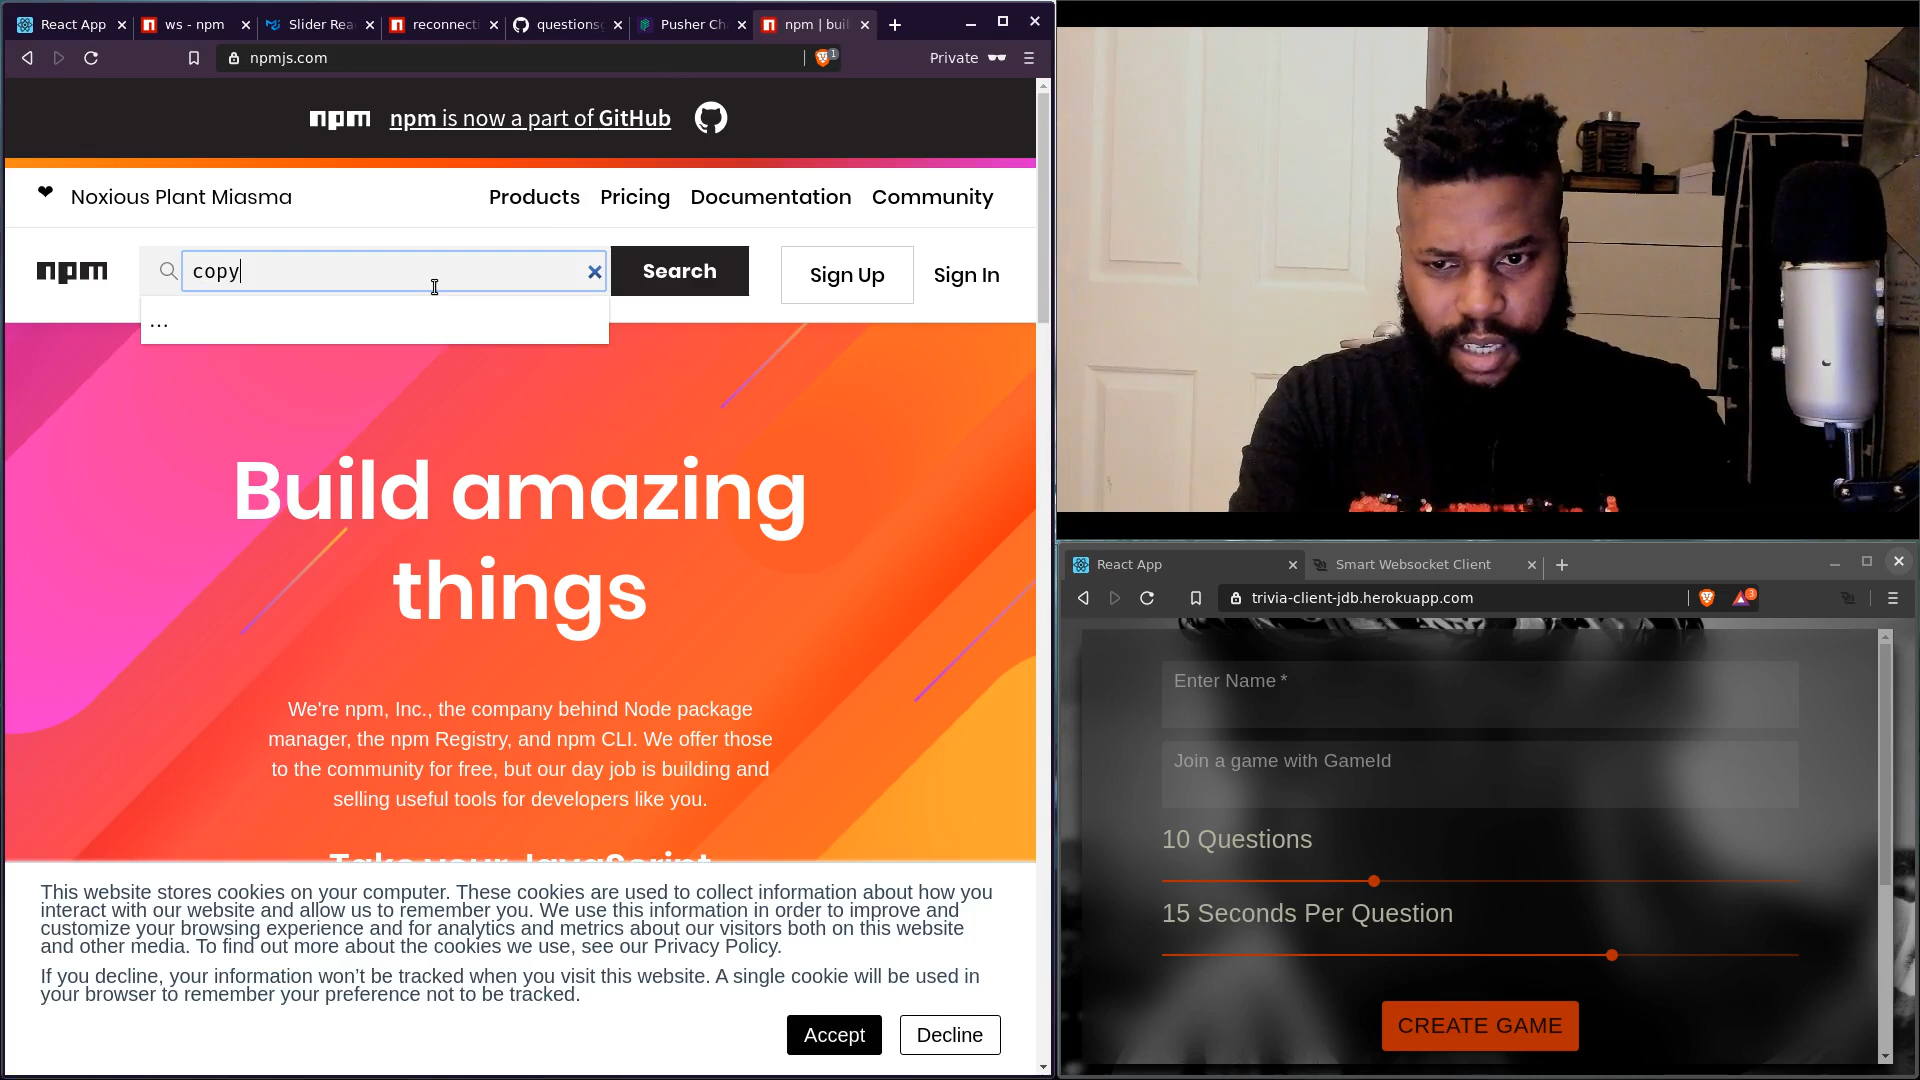 React App
ws - npm
Slider Rea
reconnecti
questions
Pusher Ch
npm | buil
npmjs.com
1
Private
npm npm is now a part of GitHub
❤ Noxious Plant Miasma
Products Pricing Documentation Community
npm
copy
Search
Sign Up
Sign In
...
Build amazing
things
We're npm, Inc., the company behind Node package
manager, the npm Registry, and npm CLI. We offer those
to the community for free, but our day job is building and
selling useful tools for developers like you.
Take your JavaScript
This website stores cookies on your computer. These cookies are used to collect information about how you
interact with our website and allow us to remember you. We use this information in order to improve and
customize your browsing experience and for analytics and metrics about our visitors both on this website
and other media. To find out more about the cookies we use, see our Privacy Policy.
If you decline, your information won't be tracked when you visit this website. A single cookie will be used in
your browser to remember your preference not to be tracked.
Accept
Decline
React App
Smart Websocket Client
trivia-client-jdb.herokuapp.com
3
Enter Name *
Join a game with GameId
10 Questions
15 Seconds Per Question
CREATE GAME